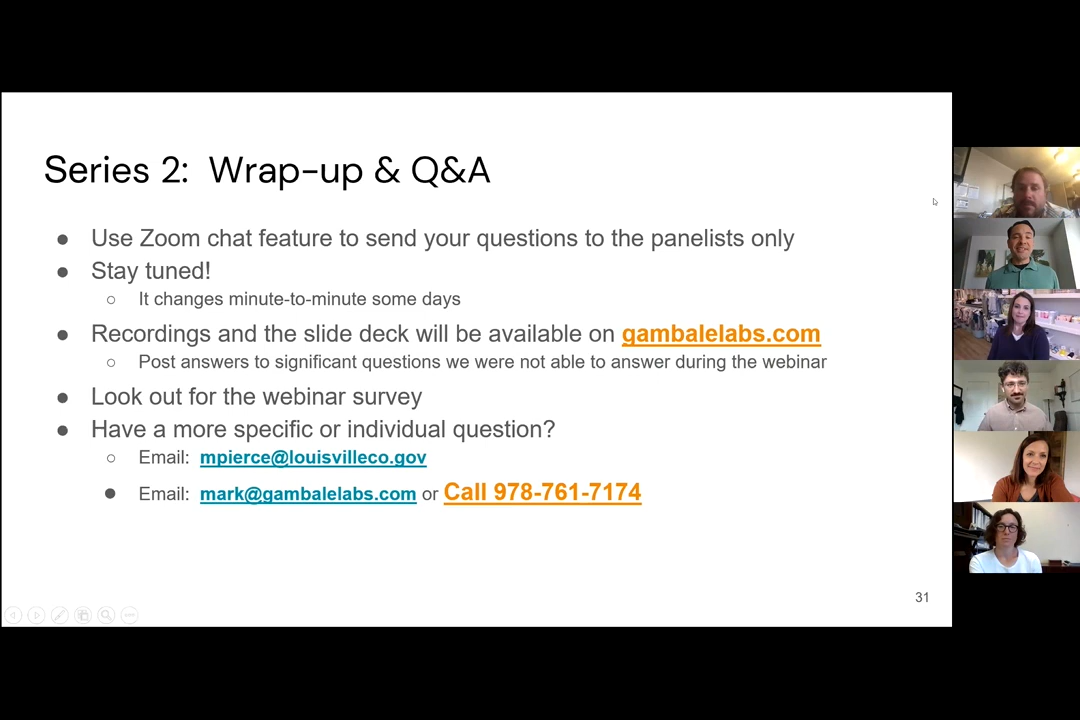 Series 2: Wrap-up & Q&A
● Use Zoom chat feature to send your questions to the panelists only
● Stay tuned!
○ It changes minute-to-minute some days
● Recordings and the slide deck will be available on gambalelabs.com
○ Post answers to significant questions we were not able to answer during the webinar
● Look out for the webinar survey
● Have a more specific or individual question?
○ Email: mpierce@louisvilleco.gov
● Email: mark@gambalelabs.com or Call 978-761-7174
31